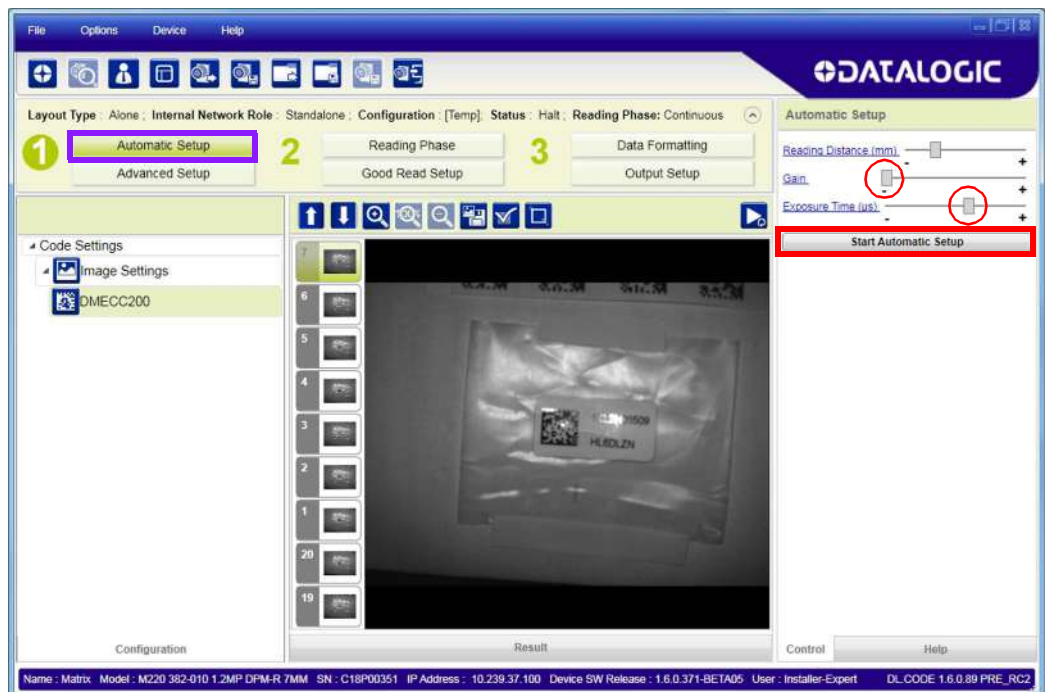 File Options Device Help
DATALOGIC
Layout Type : Alone ; Internal Network Role : Standalone ; Configuration : [Temp]; Status : Halt ; Reading Phase: Continuous
1 Automatic Setup 2 Reading Phase 3 Data Formatting
Advanced Setup Good Read Setup Output Setup
Automatic Setup
Reading Distance (mm)
- +
Gain
- +
Exposure Time (us)
- +
Start Automatic Setup
Code Settings
Image Settings
DMECC200
7
6
5
4
3
2
1
20
19
HL6DLZN
Configuration
Result
Control Help
Name : Matrix Model : M220 382-010 1.2MP DPM-R 7MM SN : C18P00351 IP Address : 10.239.37.100 Device SW Release : 1.6.0.371-BETA05 User : Installer-Expert DL.CODE 1.6.0.89 PRE_RC2